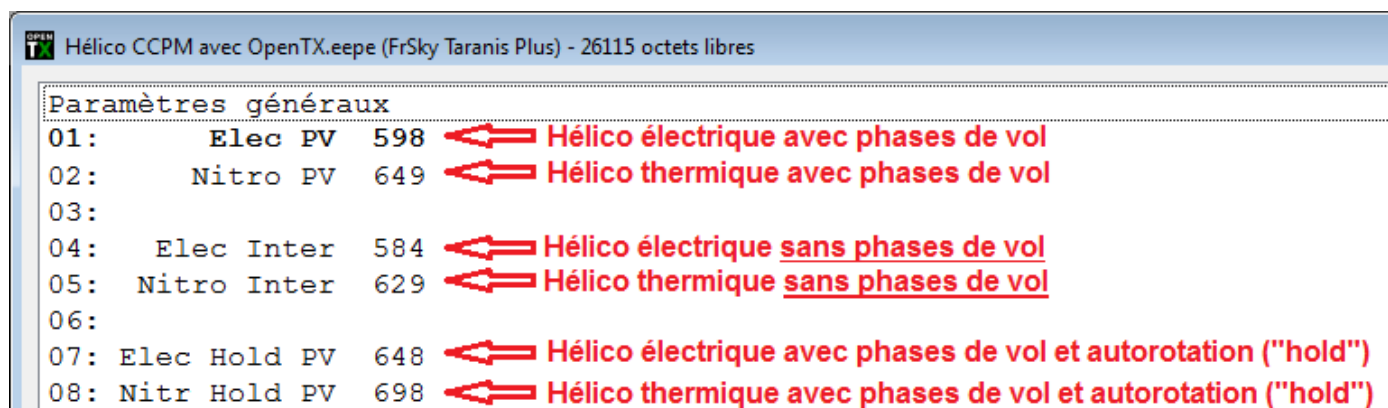 OPEN TX Hélico CCPM avec OpenTX.eepe (FrSky Taranis Plus) - 26115 octets libres
Paramètres généraux
01: Elec PV 598 Hélico électrique avec phases de vol
02: Nitro PV 649 Hélico thermique avec phases de vol
03:
04: Elec Inter 584 Hélico électrique sans phases de vol
05: Nitro Inter 629 Hélico thermique sans phases de vol
06:
07: Elec Hold PV 648 Hélico électrique avec phases de vol et autorotation ("hold")
08: Nitr Hold PV 698 Hélico thermique avec phases de vol et autorotation ("hold")